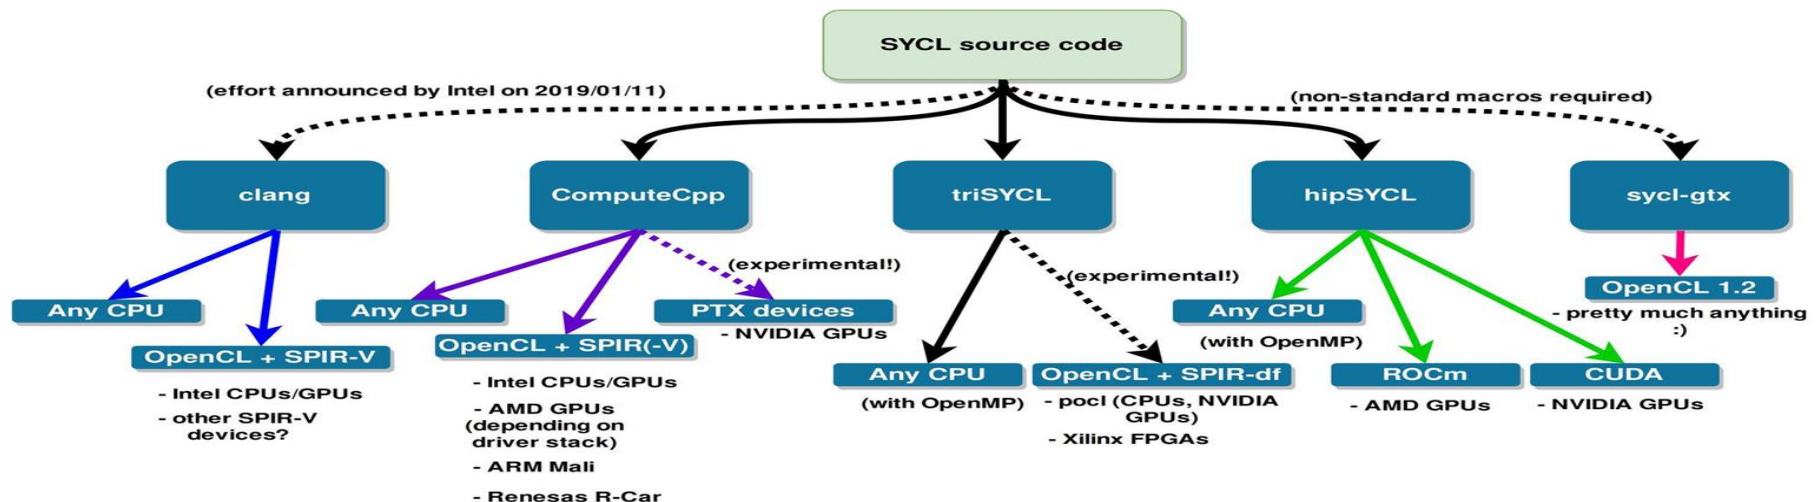 SYCL source code
(effort announced by Intel on 2019/01/11)
(non-standard macros required)
clang
ComputeCpp
triSYCL
hipSYCL
sycl-gtx
Any CPU
OpenCL + SPIR-V
- Intel CPUs/GPUs
- other SPIR-V
devices?
Any CPU
OpenCL + SPIR(-V)
- Intel CPUs/GPUs
- AMD GPUs
(depending on
driver stack)
- ARM Mali
- Renesas R-Car
(experimental!)
PTX devices
- NVIDIA GPUs
Any CPU
(with OpenMP)
(experimental!)
OpenCL + SPIR-df
- pocl (CPUs, NVIDIA
GPUs)
- Xilinx FPGAs
Any CPU
(with OpenMP)
ROCm
- AMD GPUs
CUDA
- NVIDIA GPUs
OpenCL 1.2
- pretty much anything
:)